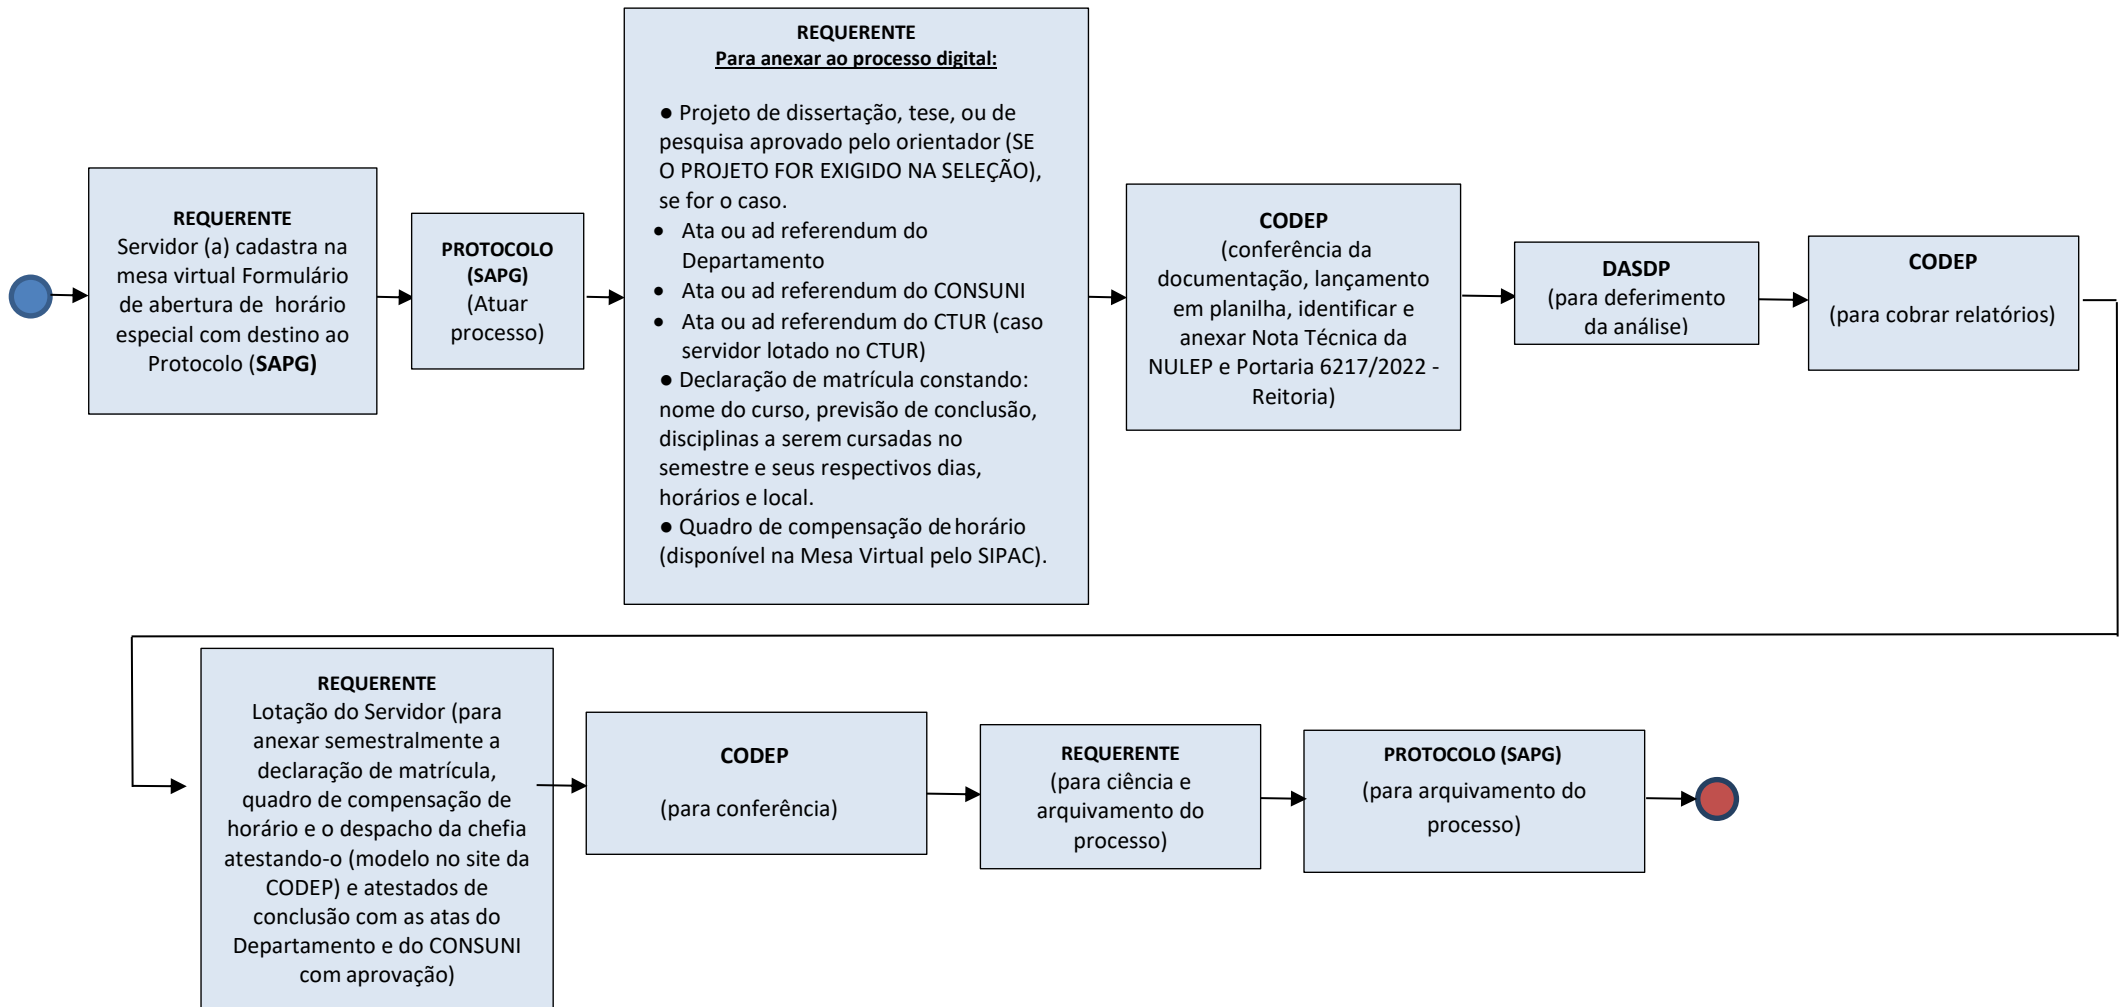 REQUERENTE
Servidor (a) cadastra na
mesa virtual Formulário
de abertura de horário
especial com destino ao
Protocolo (SAPG)
PROTOCOLO
(SAPG)
(Atuar
processo)
REQUERENTE
Para anexar ao processo digital:
● Projeto de dissertação, tese, ou de
pesquisa aprovado pelo orientador (SE
O PROJETO FOR EXIGIDO NA SELEÇÃO),
se for o caso.
• Ata ou ad referendum do
Departamento
• Ata ou ad referendum do CONSUNI
• Ata ou ad referendum do CTUR (caso
servidor lotado no CTUR)
● Declaração de matrícula constando:
nome do curso, previsão de conclusão,
disciplinas a serem cursadas no
semestre e seus respectivos dias,
horários e local.
● Quadro de compensação de horário
(disponível na Mesa Virtual pelo SIPAC).
CODEP
(conferência da
documentação, lançamento
em planilha, identificar e
anexar Nota Técnica da
NULEP e Portaria 6217/2022 -
Reitoria)
DASDP
(para deferimento
da análise)
CODEP
(para cobrar relatórios)
REQUERENTE
Lotação do Servidor (para
anexar semestralmente a
declaração de matrícula,
quadro de compensação de
horário e o despacho da chefia
atestando-o (modelo no site da
CODEP) e atestados de
conclusão com as atas do
Departamento e do CONSUNI
com aprovação)
CODEP
(para conferência)
REQUERENTE
(para ciência e
arquivamento do
processo)
PROTOCOLO (SAPG)
(para arquivamento do
processo)